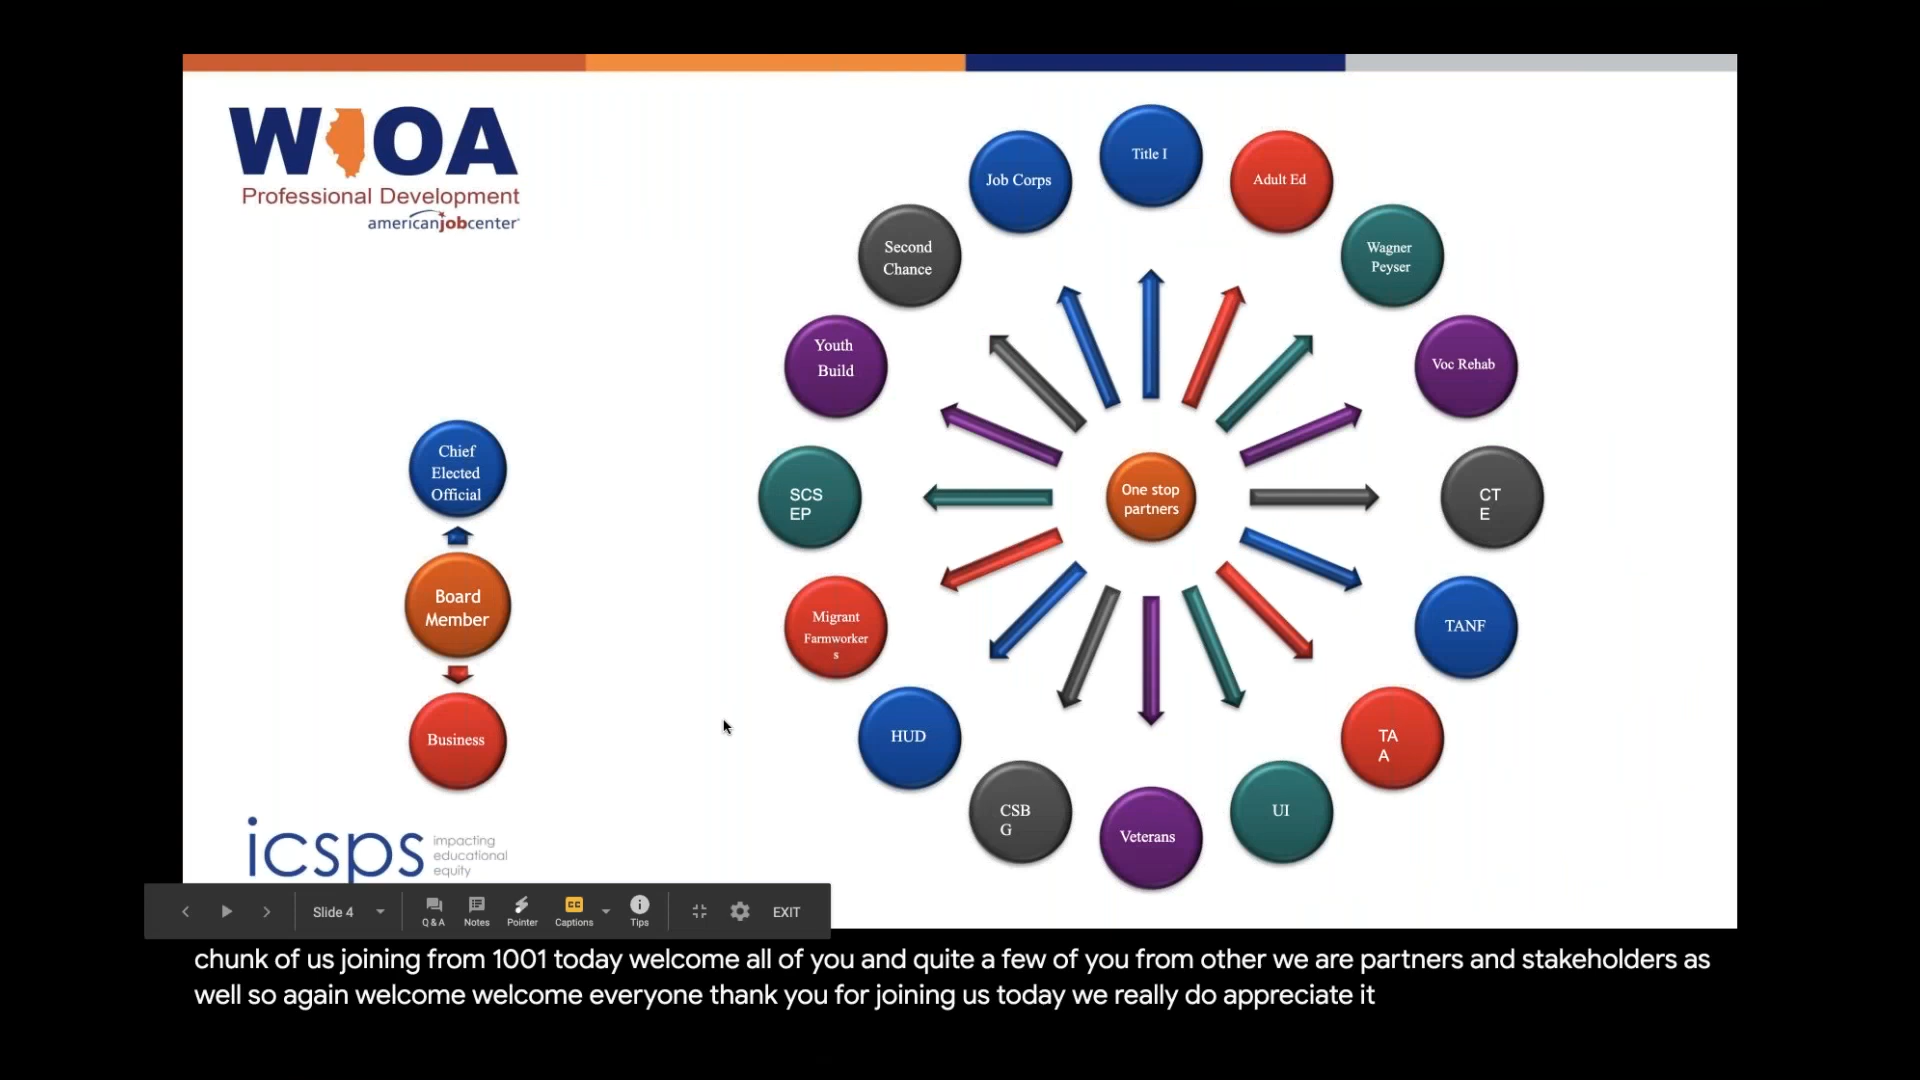 WIOA
Professional Development
americanjobcenter
Title I
Job Corps
Adult Ed
Second
Chance
Wagner
Peyser
Youth
Build
Voc Rehab
Chief
Elected
Official
SCS
EP
One stop
partners
CT
E
Board
Member
Migrant
Farmworker
s
TANF
Business
HUD
TA
A
CSB
G
Veterans
UI
icsps
impacting
educational
equity
Slide 4
Q & A
Notes
Pointer
CC
Captions
Tips
EXIT
chunk of us joining from 1001 today welcome all of you and quite a few of you from other we are partners and stakeholders as
well so again welcome welcome everyone thank you for joining us today we really do appreciate it